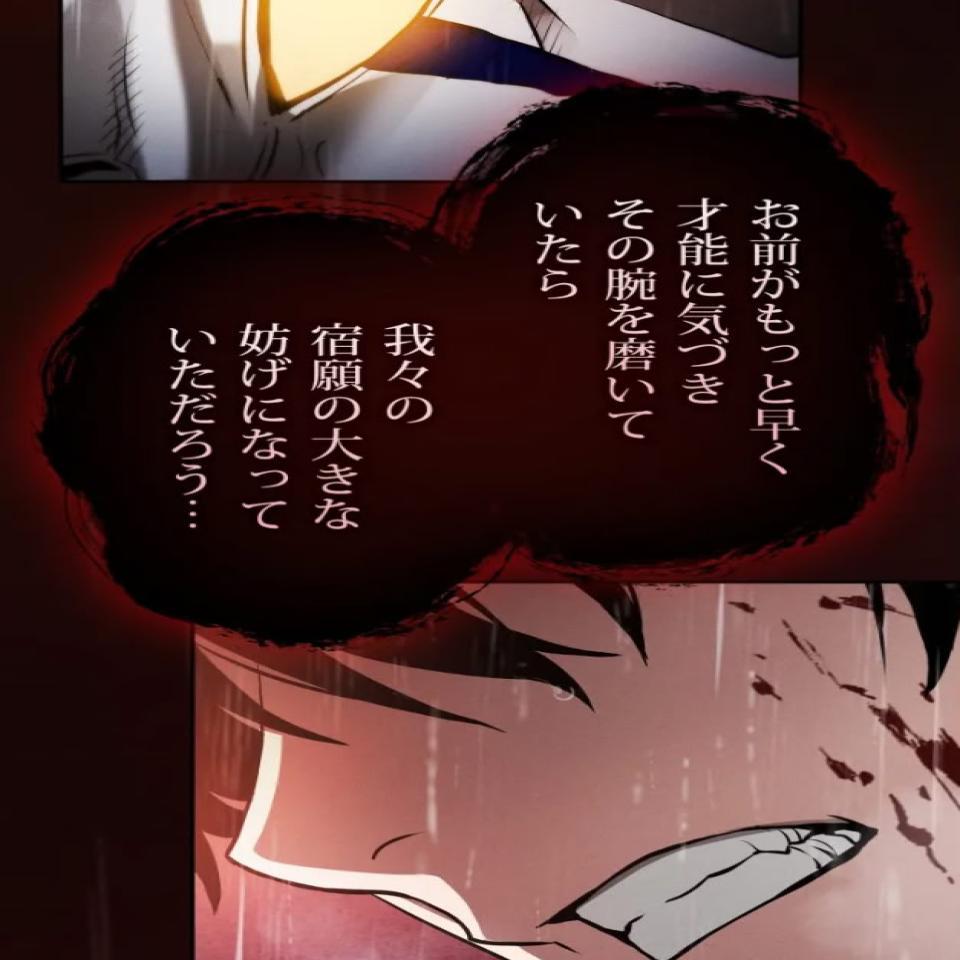 お前がもっと早く
才能に気づき
その腕を磨いて
いたら
我々の
宿願の大きな
妨げになって
いただろう…